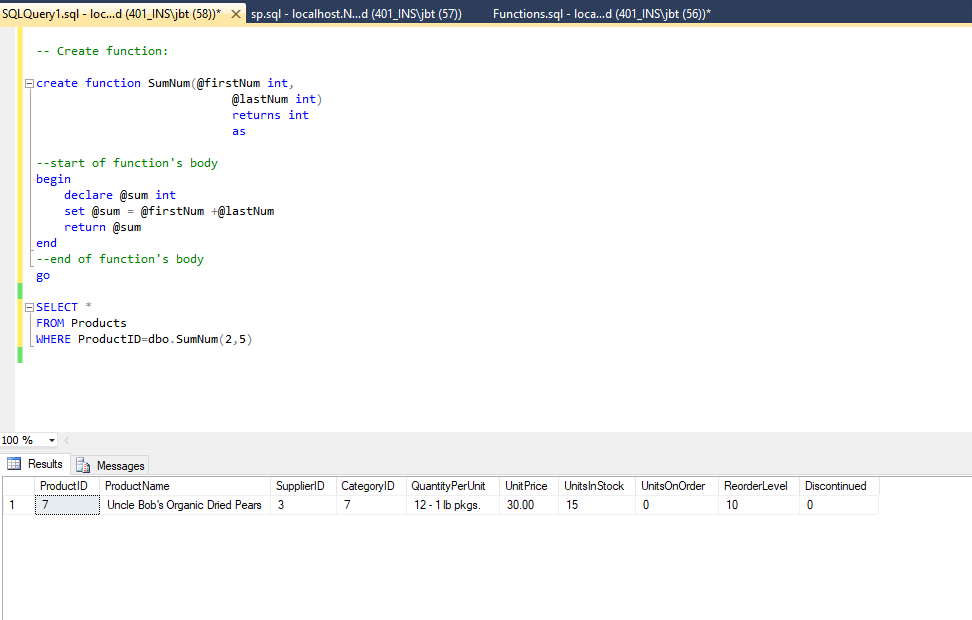 SQLQuery1.sql - loc...d (401_INS\jbt (58))* sp.sql - localhost.N...d (401_INS\jbt (57)) Functions.sql - loca...d (401_INS\jbt (56))*
-- Create function:
create function SumNum(@firstNum int,
@lastNum int)
returns int
as
--start of function's body
begin
declare @sum int
set @sum = @firstNum +@lastNum
return @sum
end
--end of function's body
go
SELECT *
FROM Products
WHERE ProductID=dbo.SumNum(2,5)
100 %
Results Messages
ProductID ProductName SupplierID CategoryID QuantityPerUnit UnitPrice UnitsInStock UnitsOnOrder ReorderLevel Discontinued
1 7 Uncle Bob's Organic Dried Pears 3 7 12 - 1 lb pkgs. 30.00 15 0 10 0